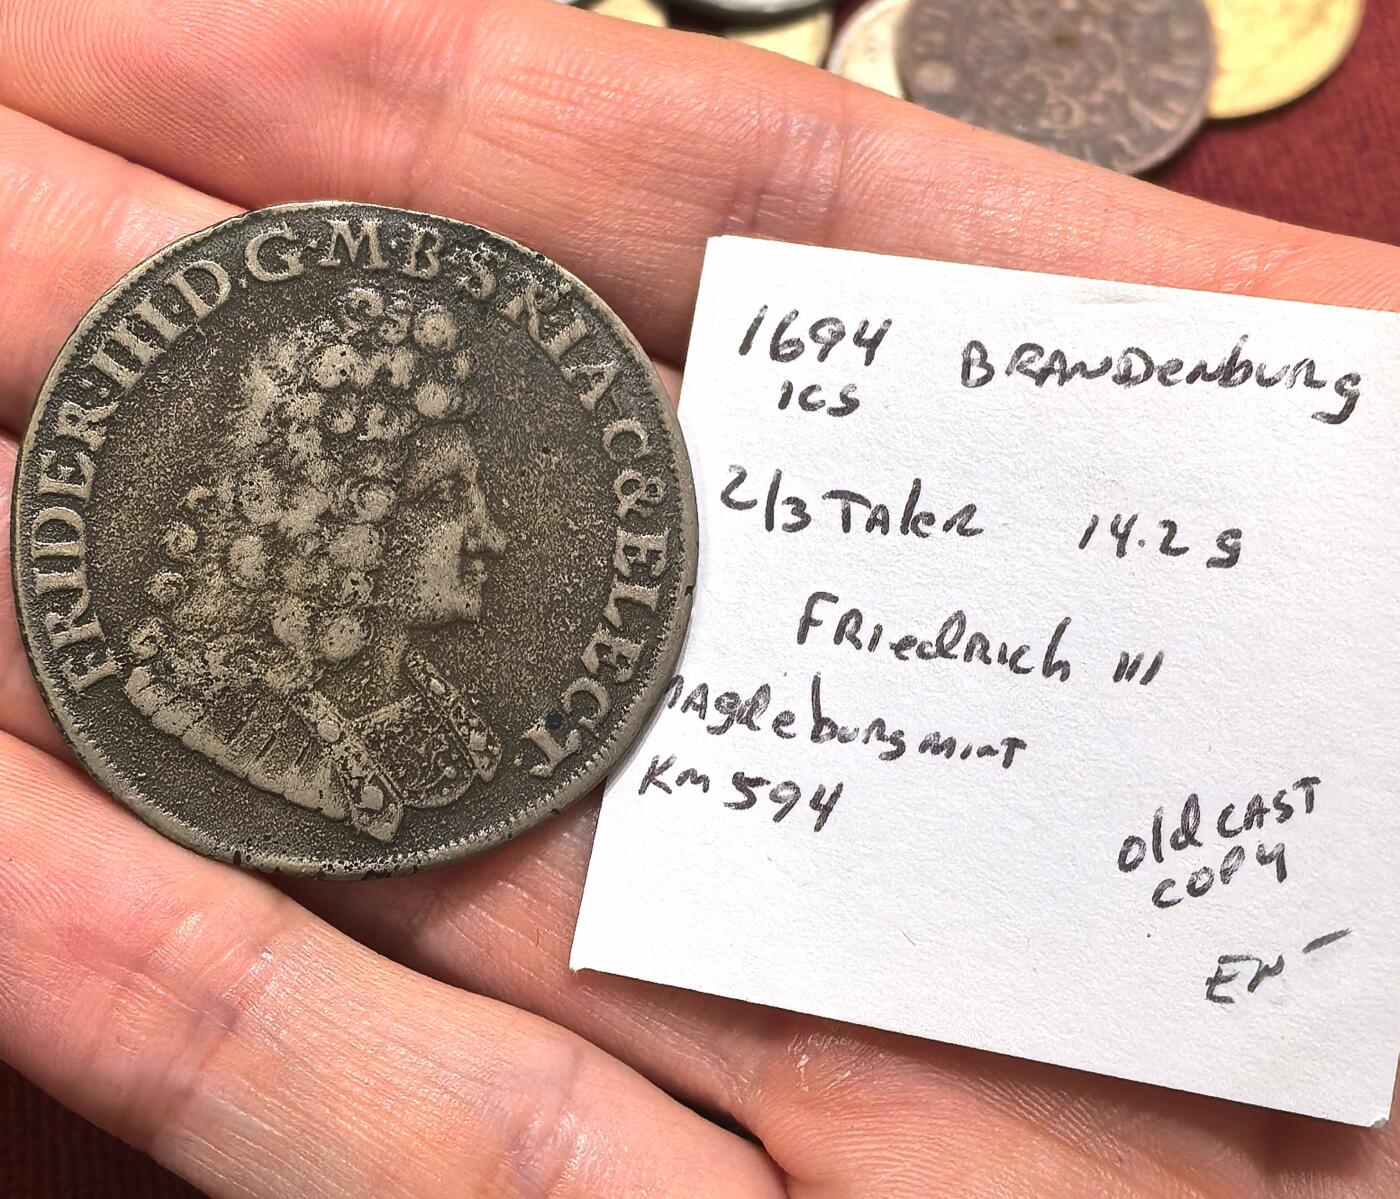 FRIDER·III·D·G·M·B·S·R·I·A·C&ELECT
1694 BRANDenburg
ICS
2/3 TAler 14.2 g
FRiedRich III
MAgdeburg mint
Km 594
old CAST
COPY